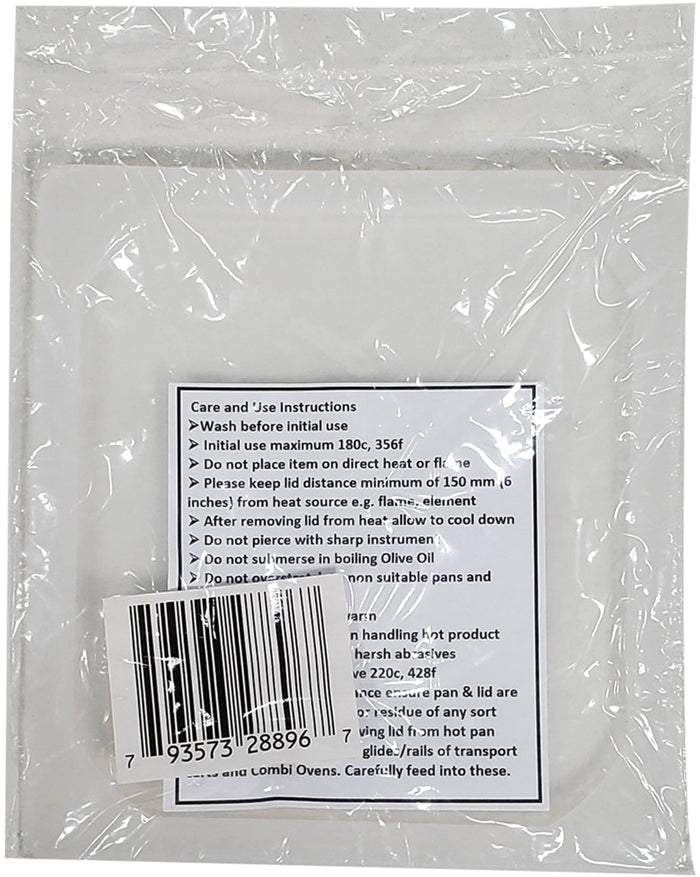 Care and Use Instructions
➢Wash before initial use
➢ Initial use maximum 180c, 356f
➢ Do not place item on direct heat or flame
➢ Please keep lid distance minimum of 150 mm (6
inches) from heat source e.g. flame, element
➢ After removing lid from heat allow to cool down
➢ Do not pierce with sharp instrument
➢ Do not submerse in boiling Olive Oil
➢ Do not overstretch on non suitable pans and
warm
handling hot product
harsh abrasives
220c, 428f
ensure pan & lid are
or residue of any sort
lid from hot pan
glides/rails of transport
carts and Combi Ovens. Carefully feed into these.
7 93573 28896 7